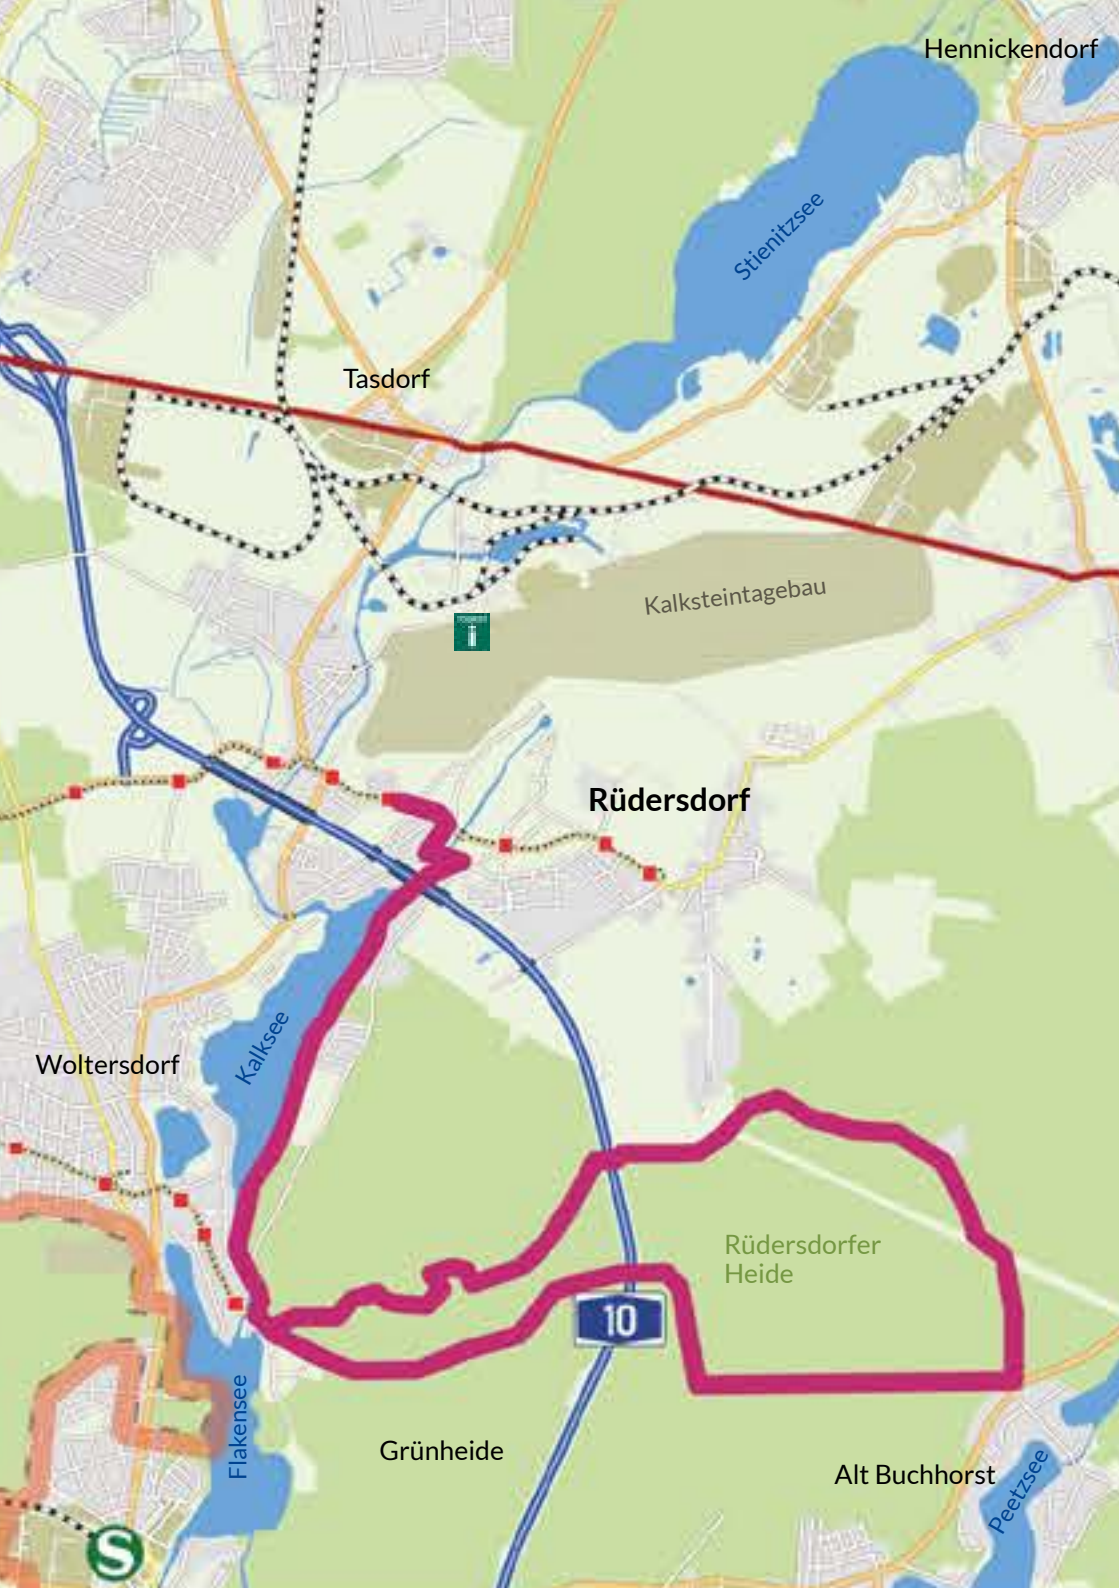 Hennickendorf
Stienitzsee
Tasdorf
Kalksteintagebau
i
Rüdersdorf
Kalksee
Woltersdorf
Rüdersdorfer
Heide
10
Flakensee
Grünheide
Alt Buchhorst
Peetzsee
S